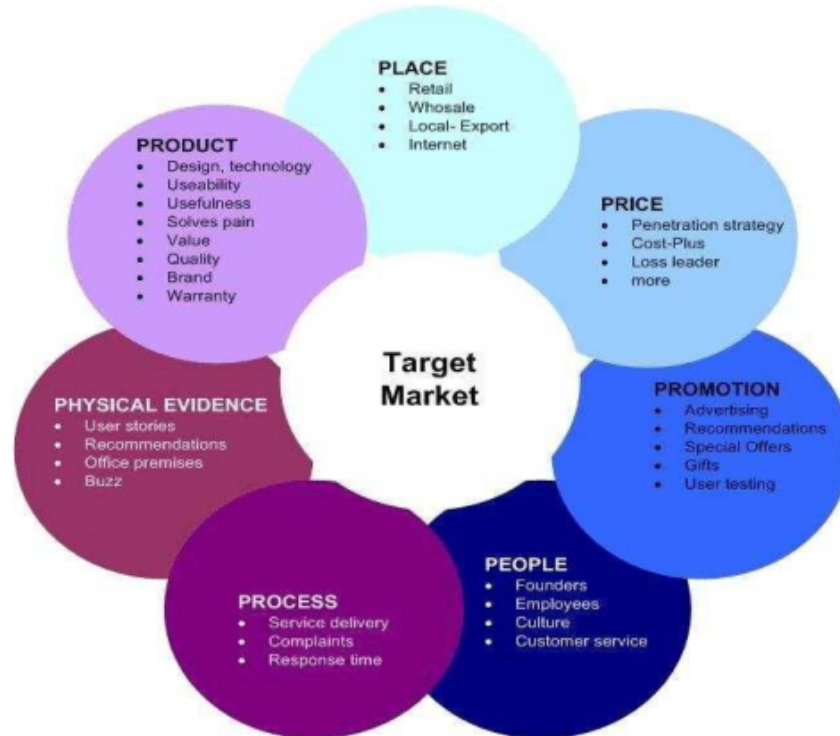 PLACE
• Retail
• Whosale
• Local- Export
• Internet
PRODUCT
• Design, technology
• Useability
• Usefulness
• Solves pain
• Value
• Quality
• Brand
• Warranty
PRICE
• Penetration strategy
• Cost-Plus
• Loss leader
• more
Target
Market
PHYSICAL EVIDENCE
• User stories
• Recommendations
• Office premises
• Buzz
PROMOTION
• Advertising
• Recommendations
• Special Offers
• Gifts
• User testing
PROCESS
• Service delivery
• Complaints
• Response time
PEOPLE
• Founders
• Employees
• Culture
• Customer service